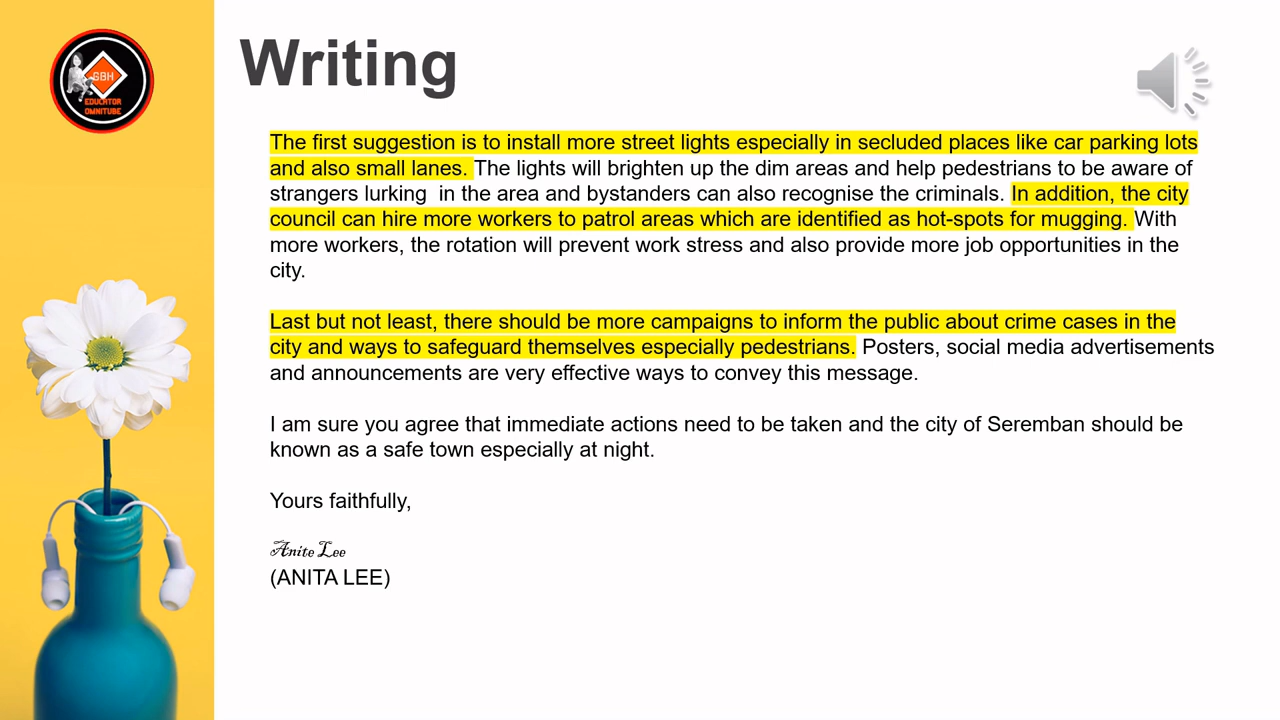 Writing
GBH
EDUCATOR
OMNITUBE
The first suggestion is to install more street lights especially in secluded places like car parking lots
and also small lanes. The lights will brighten up the dim areas and help pedestrians to be aware of
strangers lurking  in the area and bystanders can also recognise the criminals. In addition, the city
council can hire more workers to patrol areas which are identified as hot-spots for mugging. With
more workers, the rotation will prevent work stress and also provide more job opportunities in the
city.
Last but not least, there should be more campaigns to inform the public about crime cases in the
city and ways to safeguard themselves especially pedestrians. Posters, social media advertisements
and announcements are very effective ways to convey this message.
I am sure you agree that immediate actions need to be taken and the city of Seremban should be
known as a safe town especially at night.
Yours faithfully,
Anite Lee
(ANITA LEE)